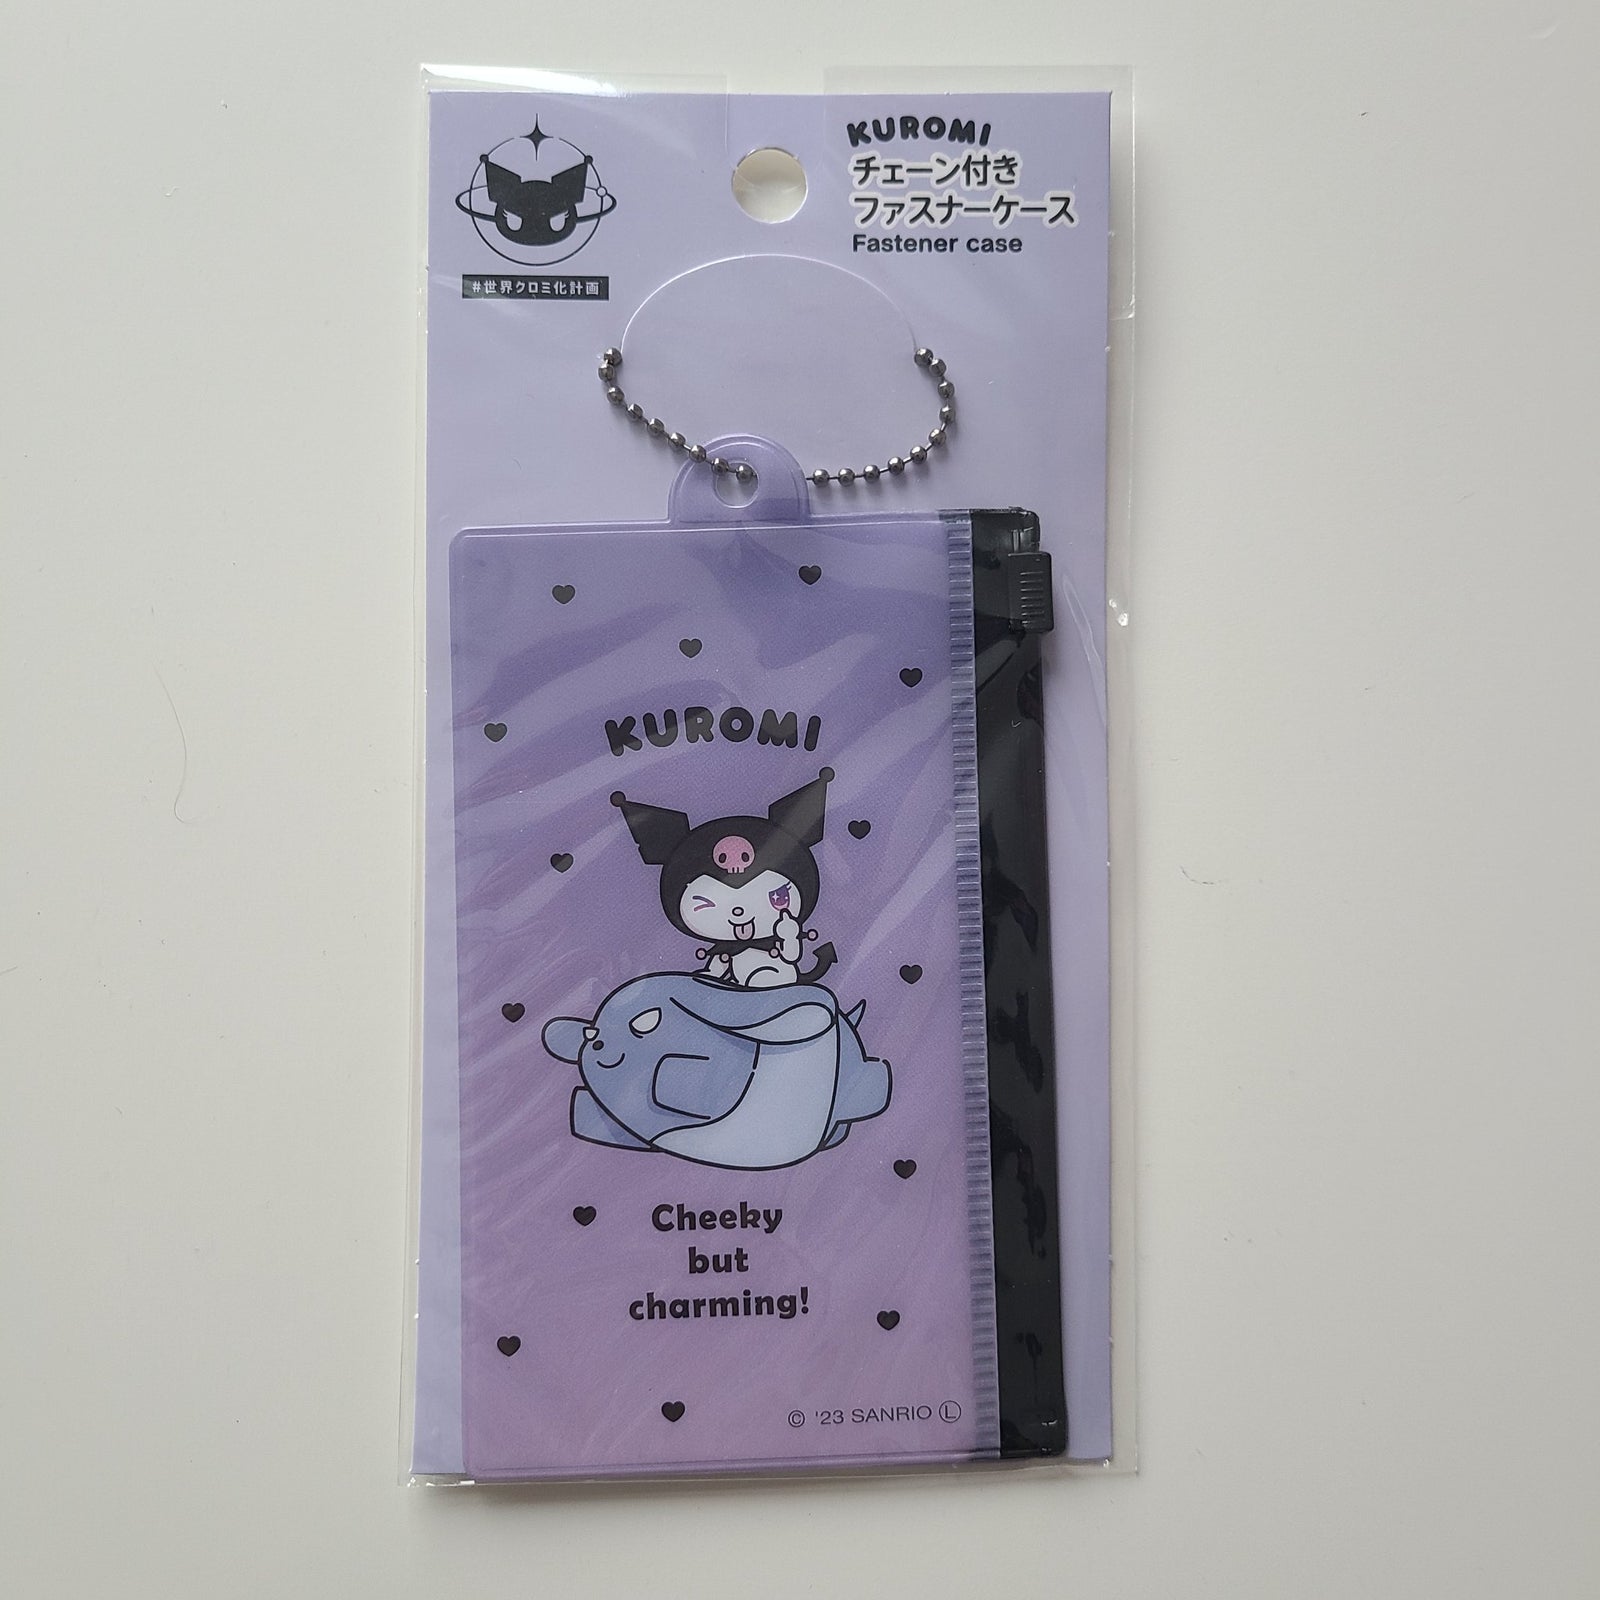 KUROMI
チェーン付き
ファスナーケース
Fastener case
#世界クロミ化計画
KUROMI
Cheeky
but
charming!
© '23 SANRIO Ⓛ